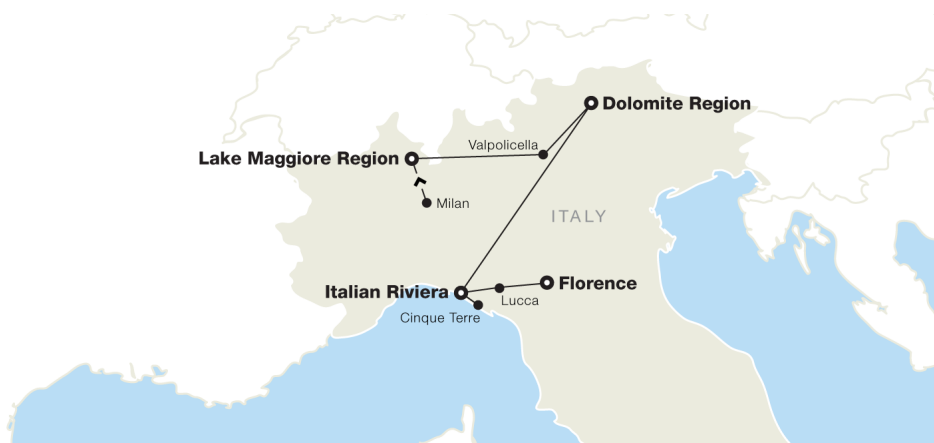 Dolomite Region
Valpolicella
Lake Maggiore Region
Milan
ITALY
Florence
Italian Riviera
Lucca
Cinque Terre